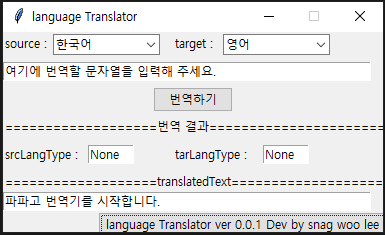 language Translator
source : 한국어 target : 영어
여기에 번역할 문자열을 입력해 주세요.
번역하기
===================번역 결과======================
srcLangType : None tarLangType : None
===================translatedText===================
파파고 번역기를 시작합니다.
language Translator ver 0.0.1 Dev by snag woo lee